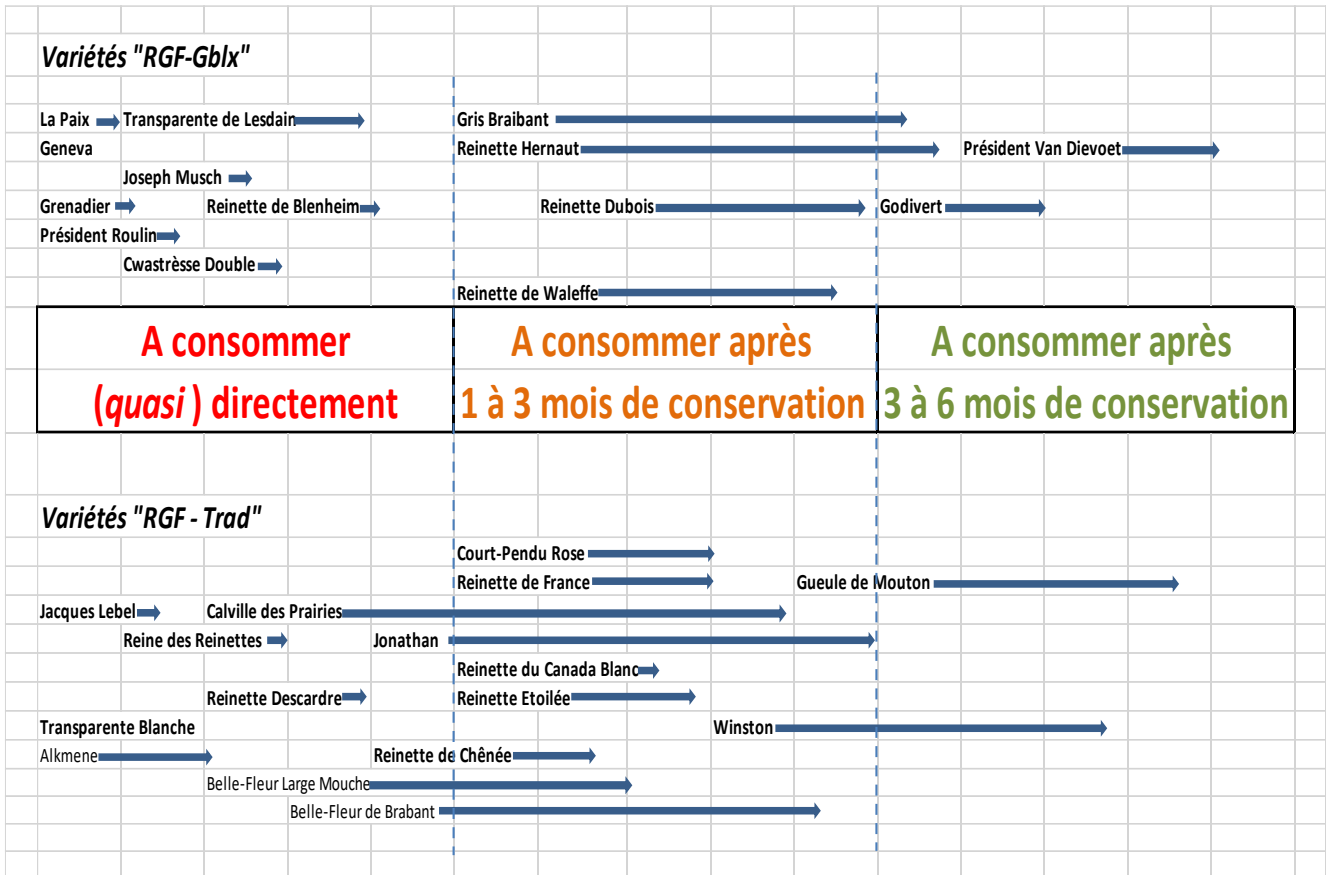 Variétés "RGF-Gblx"
La Paix Transparente de Lesdain Gris Braibant
Geneva Reinette Hernaut Président Van Dievoet
Joseph Musch
Grenadier Reinette de Blenheim Reinette Dubois Godivert
Président Roulin
Cwastrèsse Double
Reinette de Waleffe
A consommer A consommer après A consommer après
(quasi ) directement 1 à 3 mois de conservation 3 à 6 mois de conservation
Variétés "RGF - Trad"
Court-Pendu Rose
Reinette de France Gueule de Mouton
Jacques Lebel Calville des Prairies
Reine des Reinettes Jonathan
Reinette du Canada Blanc
Reinette Descardre Reinette Etoilée
Transparente Blanche Winston
Alkmene Reinette de Chênée
Belle-Fleur Large Mouche
Belle-Fleur de Brabant